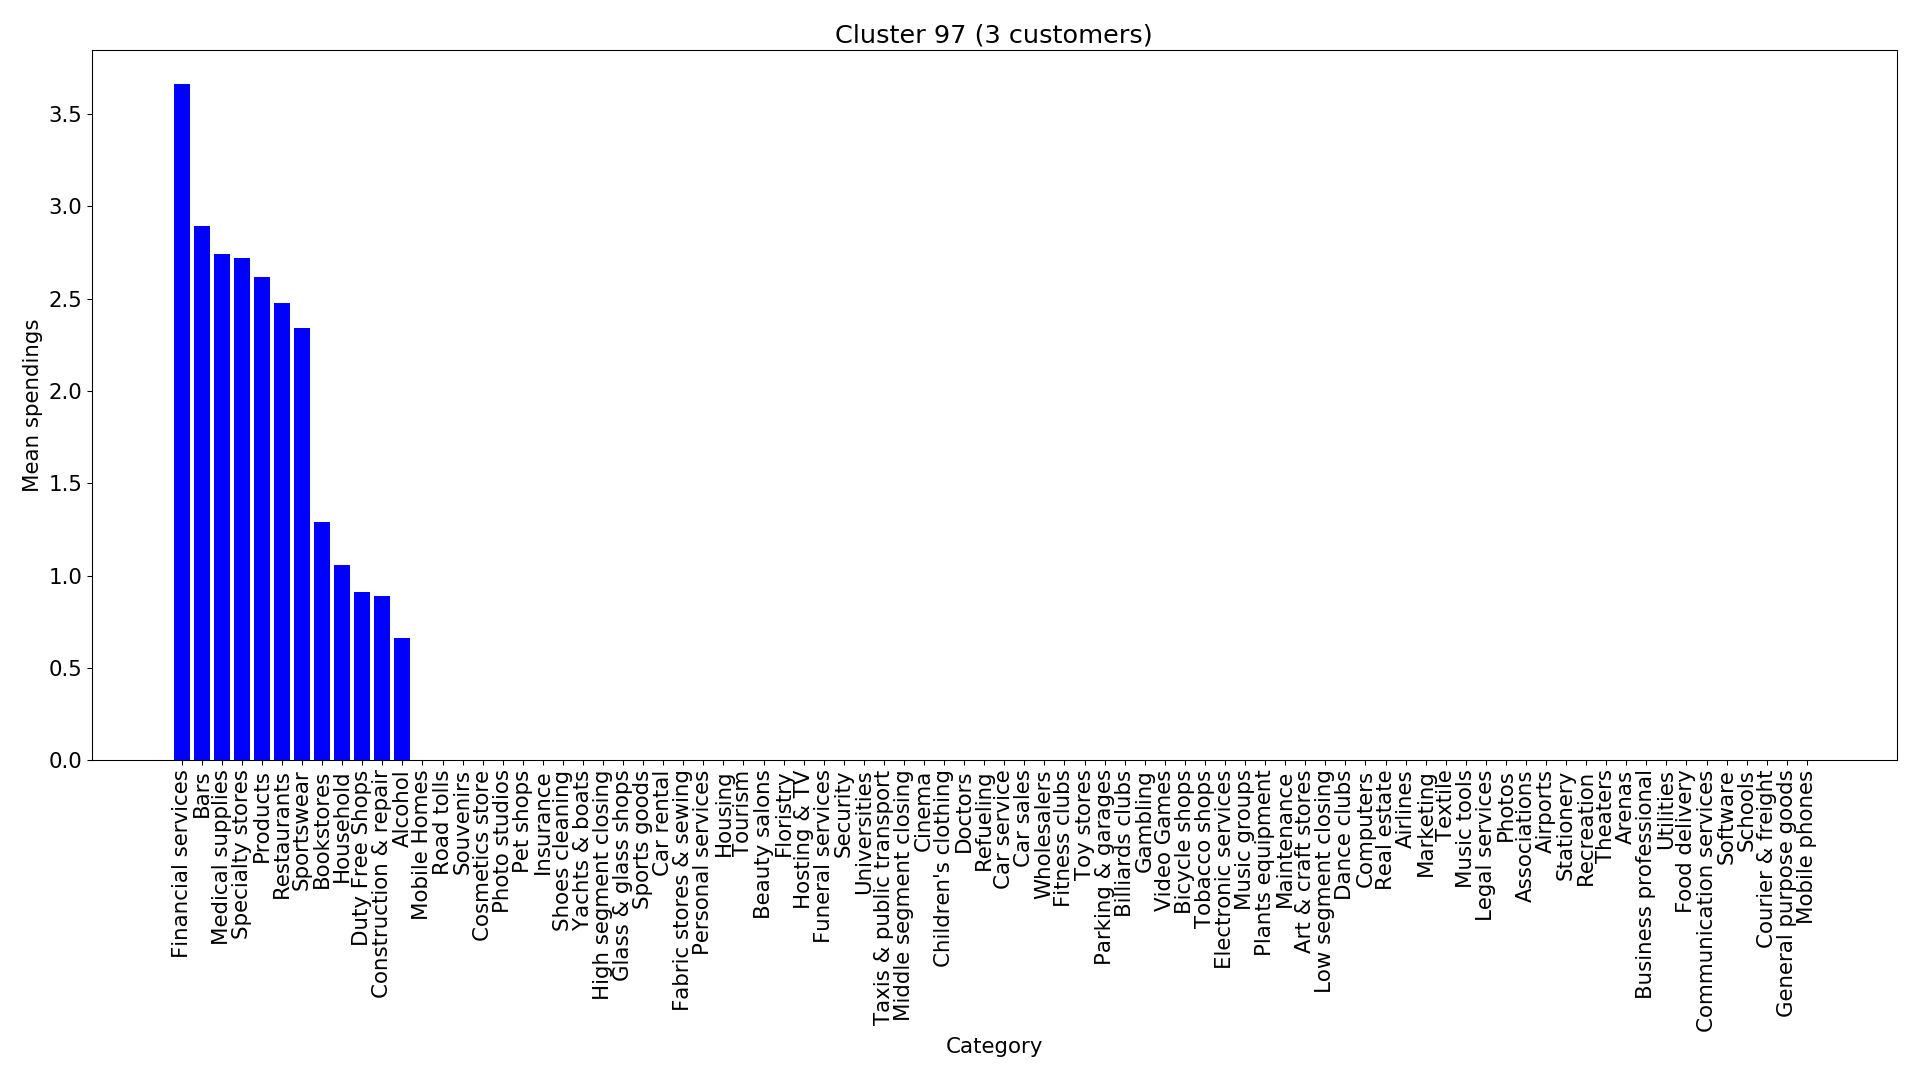 Cluster 97 (3 customers)
3.5
3.0
2.5
2.0
1.5
1.0
0.5
0.0
Mean spendings
Financial services
Bars
Medical supplies
Specialty stores
Products
Restaurants
Sportswear
Bookstores
Household
Duty Free Shops
Construction & repair
Alcohol
Mobile Homes
Road tolls
Souvenirs
Cosmetics store
Photo studios
Pet shops
Insurance
Shoes cleaning
Yachts & boats
High segment closing
Glass & glass shops
Sports goods
Car rental
Fabric stores & sewing
Personal services
Housing
Tourism
Beauty salons
Floristry
Hosting & TV
Funeral services
Security
Universities
Taxis & public transport
Middle segment closing
Cinema
Children's clothing
Doctors
Refueling
Car service
Car sales
Wholesalers
Fitness clubs
Toy stores
Parking & garages
Billiards clubs
Gambling
Video Games
Bicycle shops
Tobacco shops
Electronic services
Music groups
Plants equipment
Maintenance
Art & craft stores
Low segment closing
Dance clubs
Computers
Real estate
Airlines
Marketing
Textile
Music tools
Legal services
Photos
Associations
Airports
Stationery
Recreation
Theaters
Arenas
Business professional
Utilities
Food delivery
Communication services
Software
Schools
Courier & freight
General purpose goods
Mobile phones
Category